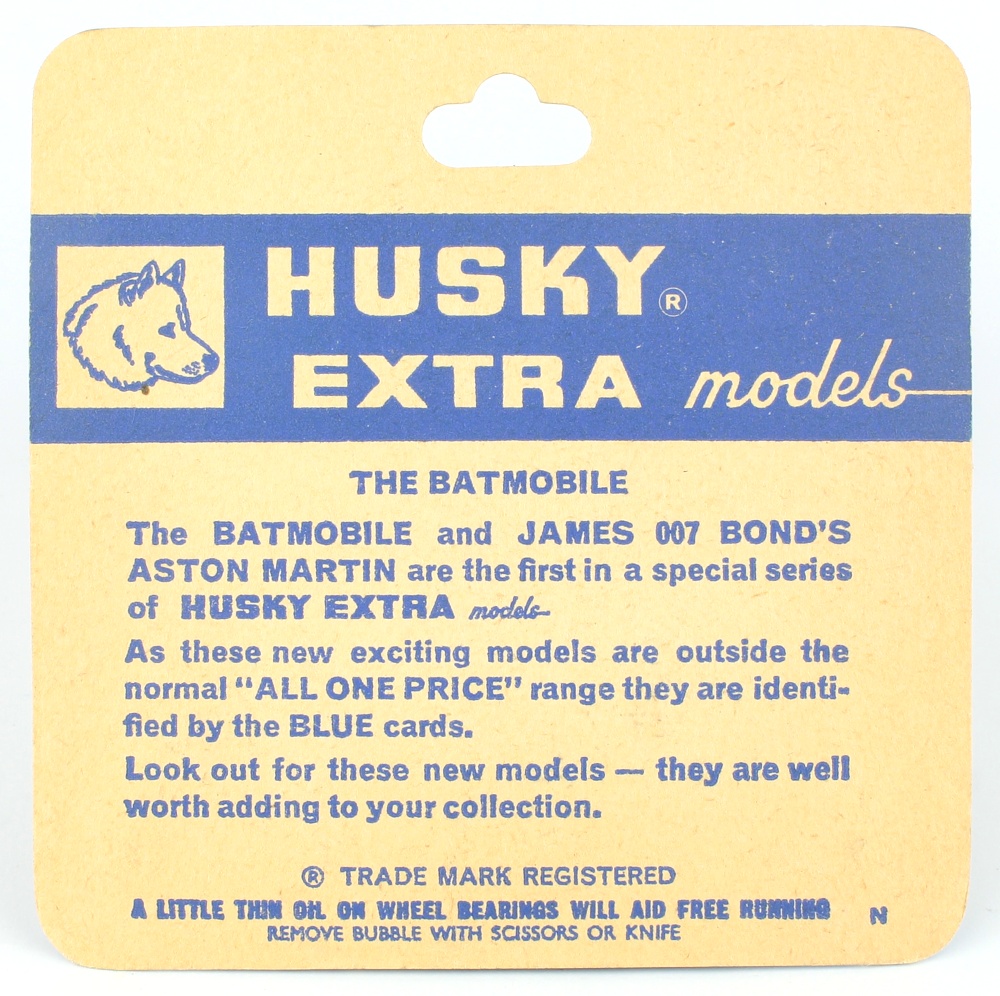 HUSKY®
EXTRA models
THE BATMOBILE
The BATMOBILE and JAMES 007 BOND'S
ASTON MARTIN are the first in a special series
of HUSKY EXTRA models
As these new exciting models are outside the
normal “ALL ONE PRICE” range they are identi-
fied by the BLUE cards.
Look out for these new models — they are well
worth adding to your collection.
® TRADE MARK REGISTERED
A LITTLE THIN OIL ON WHEEL BEARINGS WILL AID FREE RUNNING N
REMOVE BUBBLE WITH SCISSORS OR KNIFE